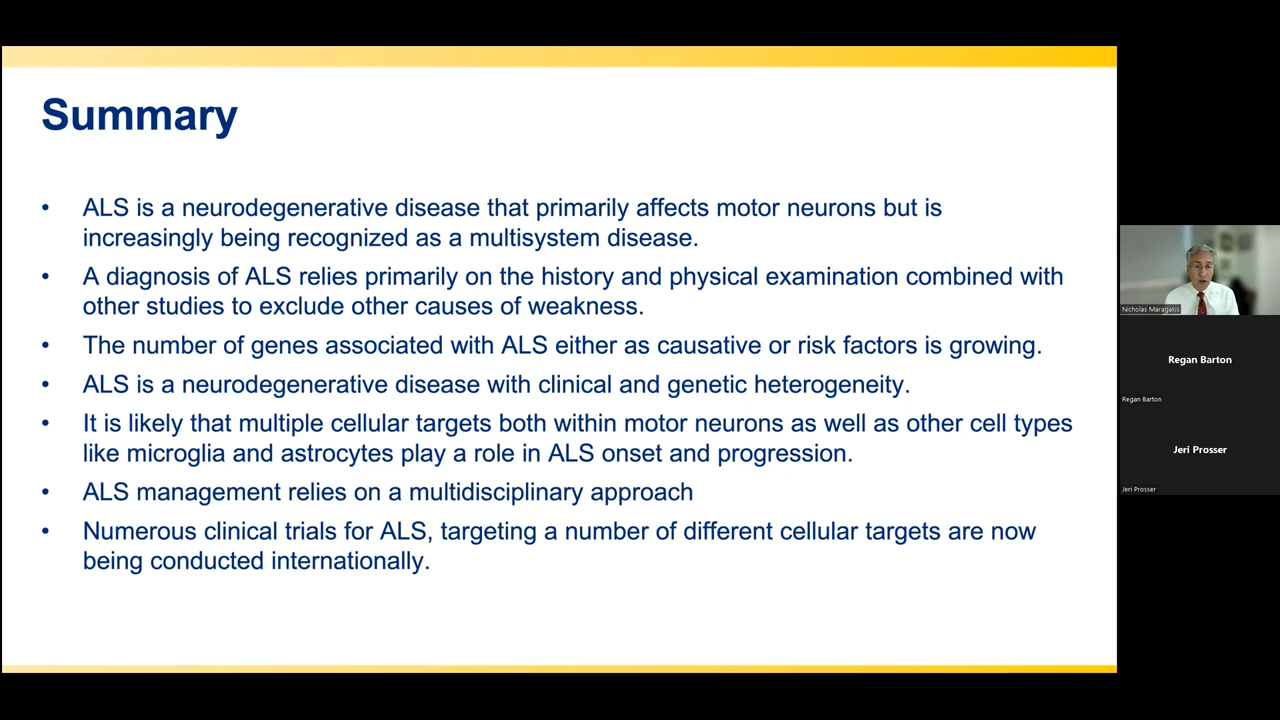 Summary
• ALS is a neurodegenerative disease that primarily affects motor neurons but is
increasingly being recognized as a multisystem disease.
• A diagnosis of ALS relies primarily on the history and physical examination combined with
other studies to exclude other causes of weakness.
• The number of genes associated with ALS either as causative or risk factors is growing.
• ALS is a neurodegenerative disease with clinical and genetic heterogeneity.
• It is likely that multiple cellular targets both within motor neurons as well as other cell types
like microglia and astrocytes play a role in ALS onset and progression.
• ALS management relies on a multidisciplinary approach
• Numerous clinical trials for ALS, targeting a number of different cellular targets are now
being conducted internationally.
Nicholas Maragakis
Regan Barton
Regan Barton
Jeri Prosser
Jeri Prosser